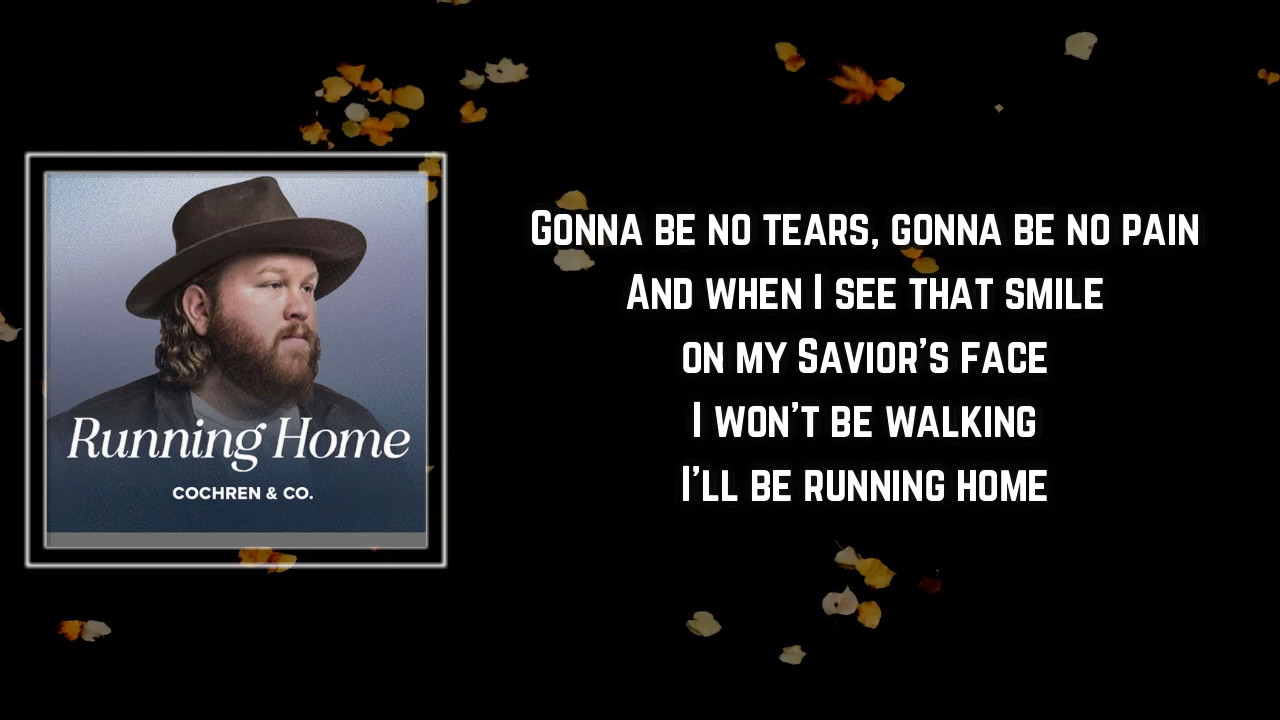 Running Home
COCHREN & CO.
Gonna be no tears, gonna be no pain
And when I see that smile
on my Savior's face
I won't be walking
I'll be running home